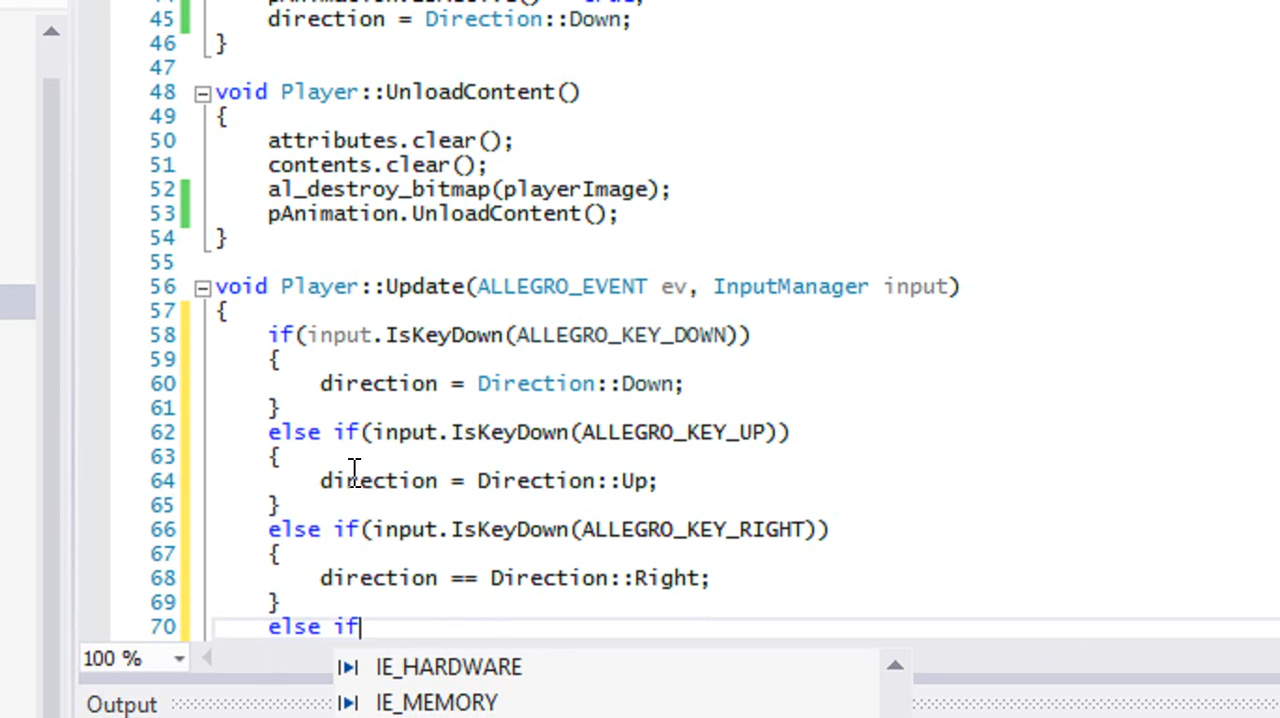 45 direction = Direction::Down;
46 }
47
48 void Player::UnloadContent()
49 {
50 attributes.clear();
51 contents.clear();
52 al_destroy_bitmap(playerImage);
53 pAnimation.UnloadContent();
54 }
55
56 void Player::Update(ALLEGRO_EVENT ev, InputManager input)
57 {
58 if(input.IsKeyDown(ALLEGRO_KEY_DOWN))
59 {
60 direction = Direction::Down;
61 }
62 else if(input.IsKeyDown(ALLEGRO_KEY_UP))
63 {
64 direction = Direction::Up;
65 }
66 else if(input.IsKeyDown(ALLEGRO_KEY_RIGHT))
67 {
68 direction == Direction::Right;
69 }
70 else if
100 %
IE_HARDWARE
IE_MEMORY
Output